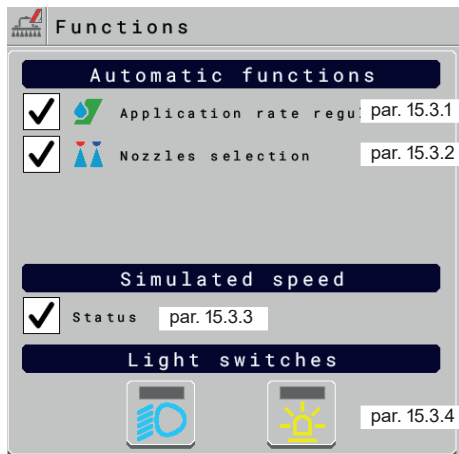 Functions
Automatic functions
Application rate regu par. 15.3.1
Nozzles selection par. 15.3.2
Simulated speed
Status par. 15.3.3
Light switches
par. 15.3.4